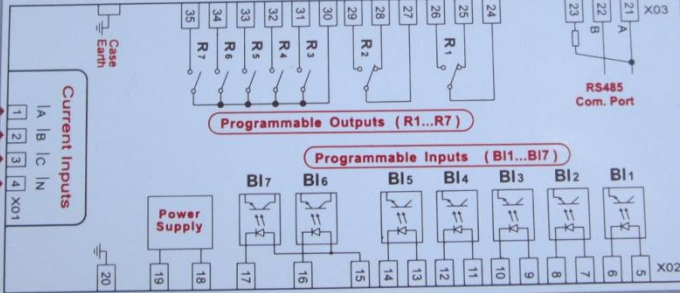 35 34 33 32 31 30 29 28 27 26 25 24 23 22 21 X03
B A
Case
Earth
R7 R6 R5 R4 R3 R2 R1
RS485
Com. Port
Programmable Outputs ( R1...R7 )
Current Inputs
1 IA
2 IB
3 IC
4 IN
X01
Programmable Inputs ( BI1...BI7 )
BI7 BI6 BI5 BI4 BI3 BI2 BI1
Power
Supply
20 19 18 17 16 15 14 13 12 11 10 9 8 7 6 5 X02